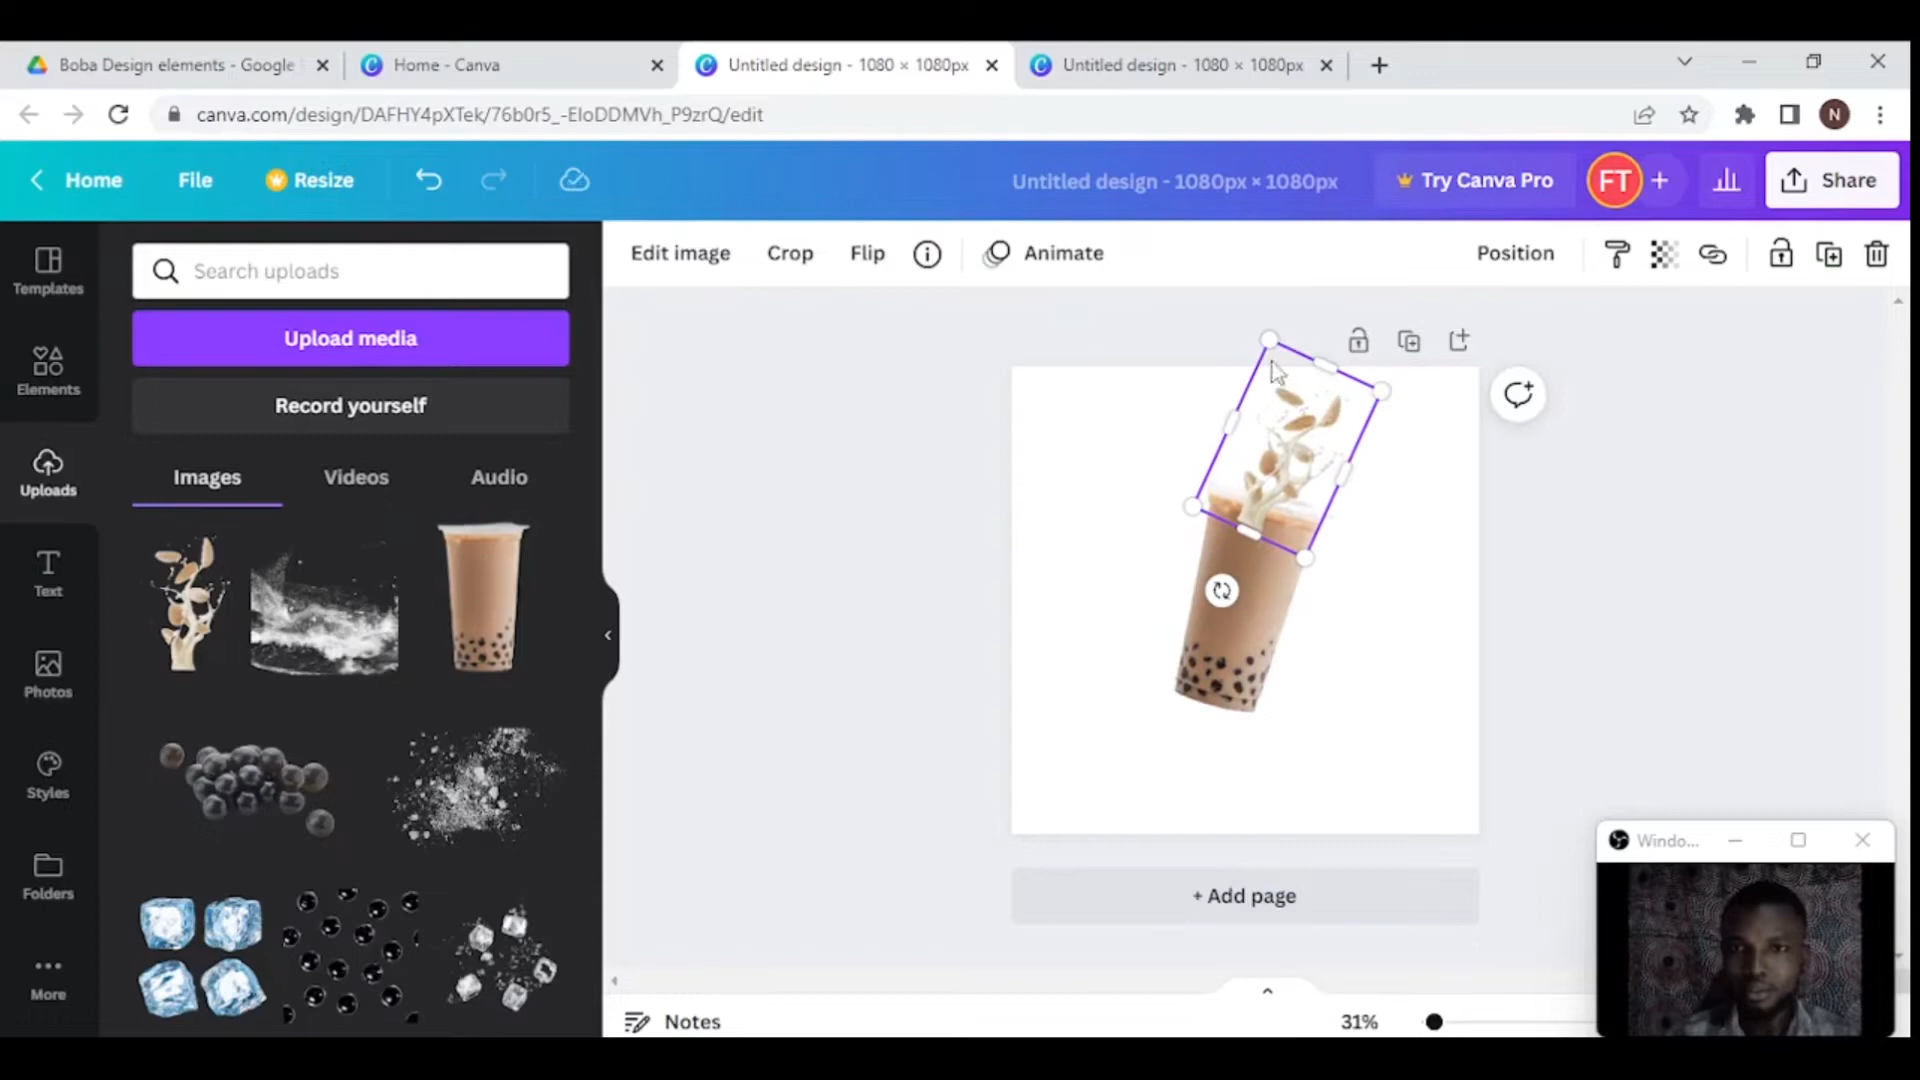 Boba Design elements - Google
Home - Canva
Untitled design - 1080 × 1080px
Untitled design - 1080 × 1080px
canva.com/design/DAFHY4pXTek/76b0r5_-EIoDDMVh_P9zrQ/edit
N
Home
File
Resize
Untitled design - 1080px × 1080px
Try Canva Pro
FT
+
Share
Templates
Elements
Uploads
Text
Photos
Styles
Folders
More
Search uploads
Upload media
Record yourself
Images
Videos
Audio
Edit image
Crop
Flip
Animate
Position
+ Add page
Notes
31%
Windo...